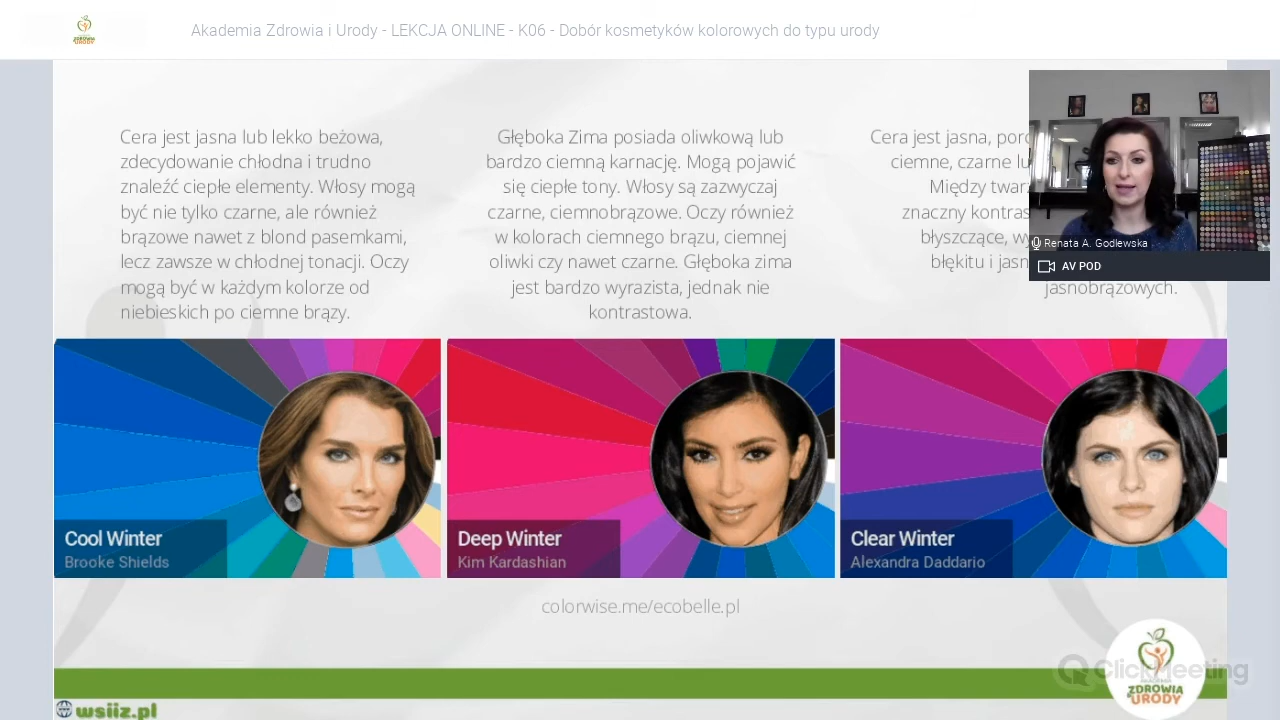 Akademia Zdrowia i Urody - LEKCJA ONLINE - K06 - Dobór kosmetyków kolorowych do typu urody
ZDROWIA
URODY
Cera jest jasna lub lekko beżowa,
zdecydowanie chłodna i trudno
znaleźć ciepłe elementy. Włosy mogą
być nie tylko czarne, ale również
brązowe nawet z blond pasemkami,
lecz zawsze w chłodnej tonacji. Oczy
mogą być w każdym kolorze od
niebieskich po ciemne brązy.
Głęboka Zima posiada oliwkową lub
bardzo ciemną karnację. Mogą pojawić
się ciepłe tony. Włosy są zazwyczaj
czarne, ciemnobrązowe. Oczy również
w kolorach ciemnego brązu, ciemnej
oliwki czy nawet czarne. Głęboka zima
jest bardzo wyrazista, jednak nie
kontrastowa.
Cera jest jasna,
ciemne, czarne
Między
znaczny
błyszczące,
błękitu i
jasnobrązowych.
Renata A. Godlewska
AV POD
Cool Winter
Brooke Shields
Deep Winter
Kim Kardashian
Clear Winter
Alexandra Daddario
colorwise.me/ecobelle.pl
ClickMeeting
ZDROWIA
URODY
wsiiz.pl